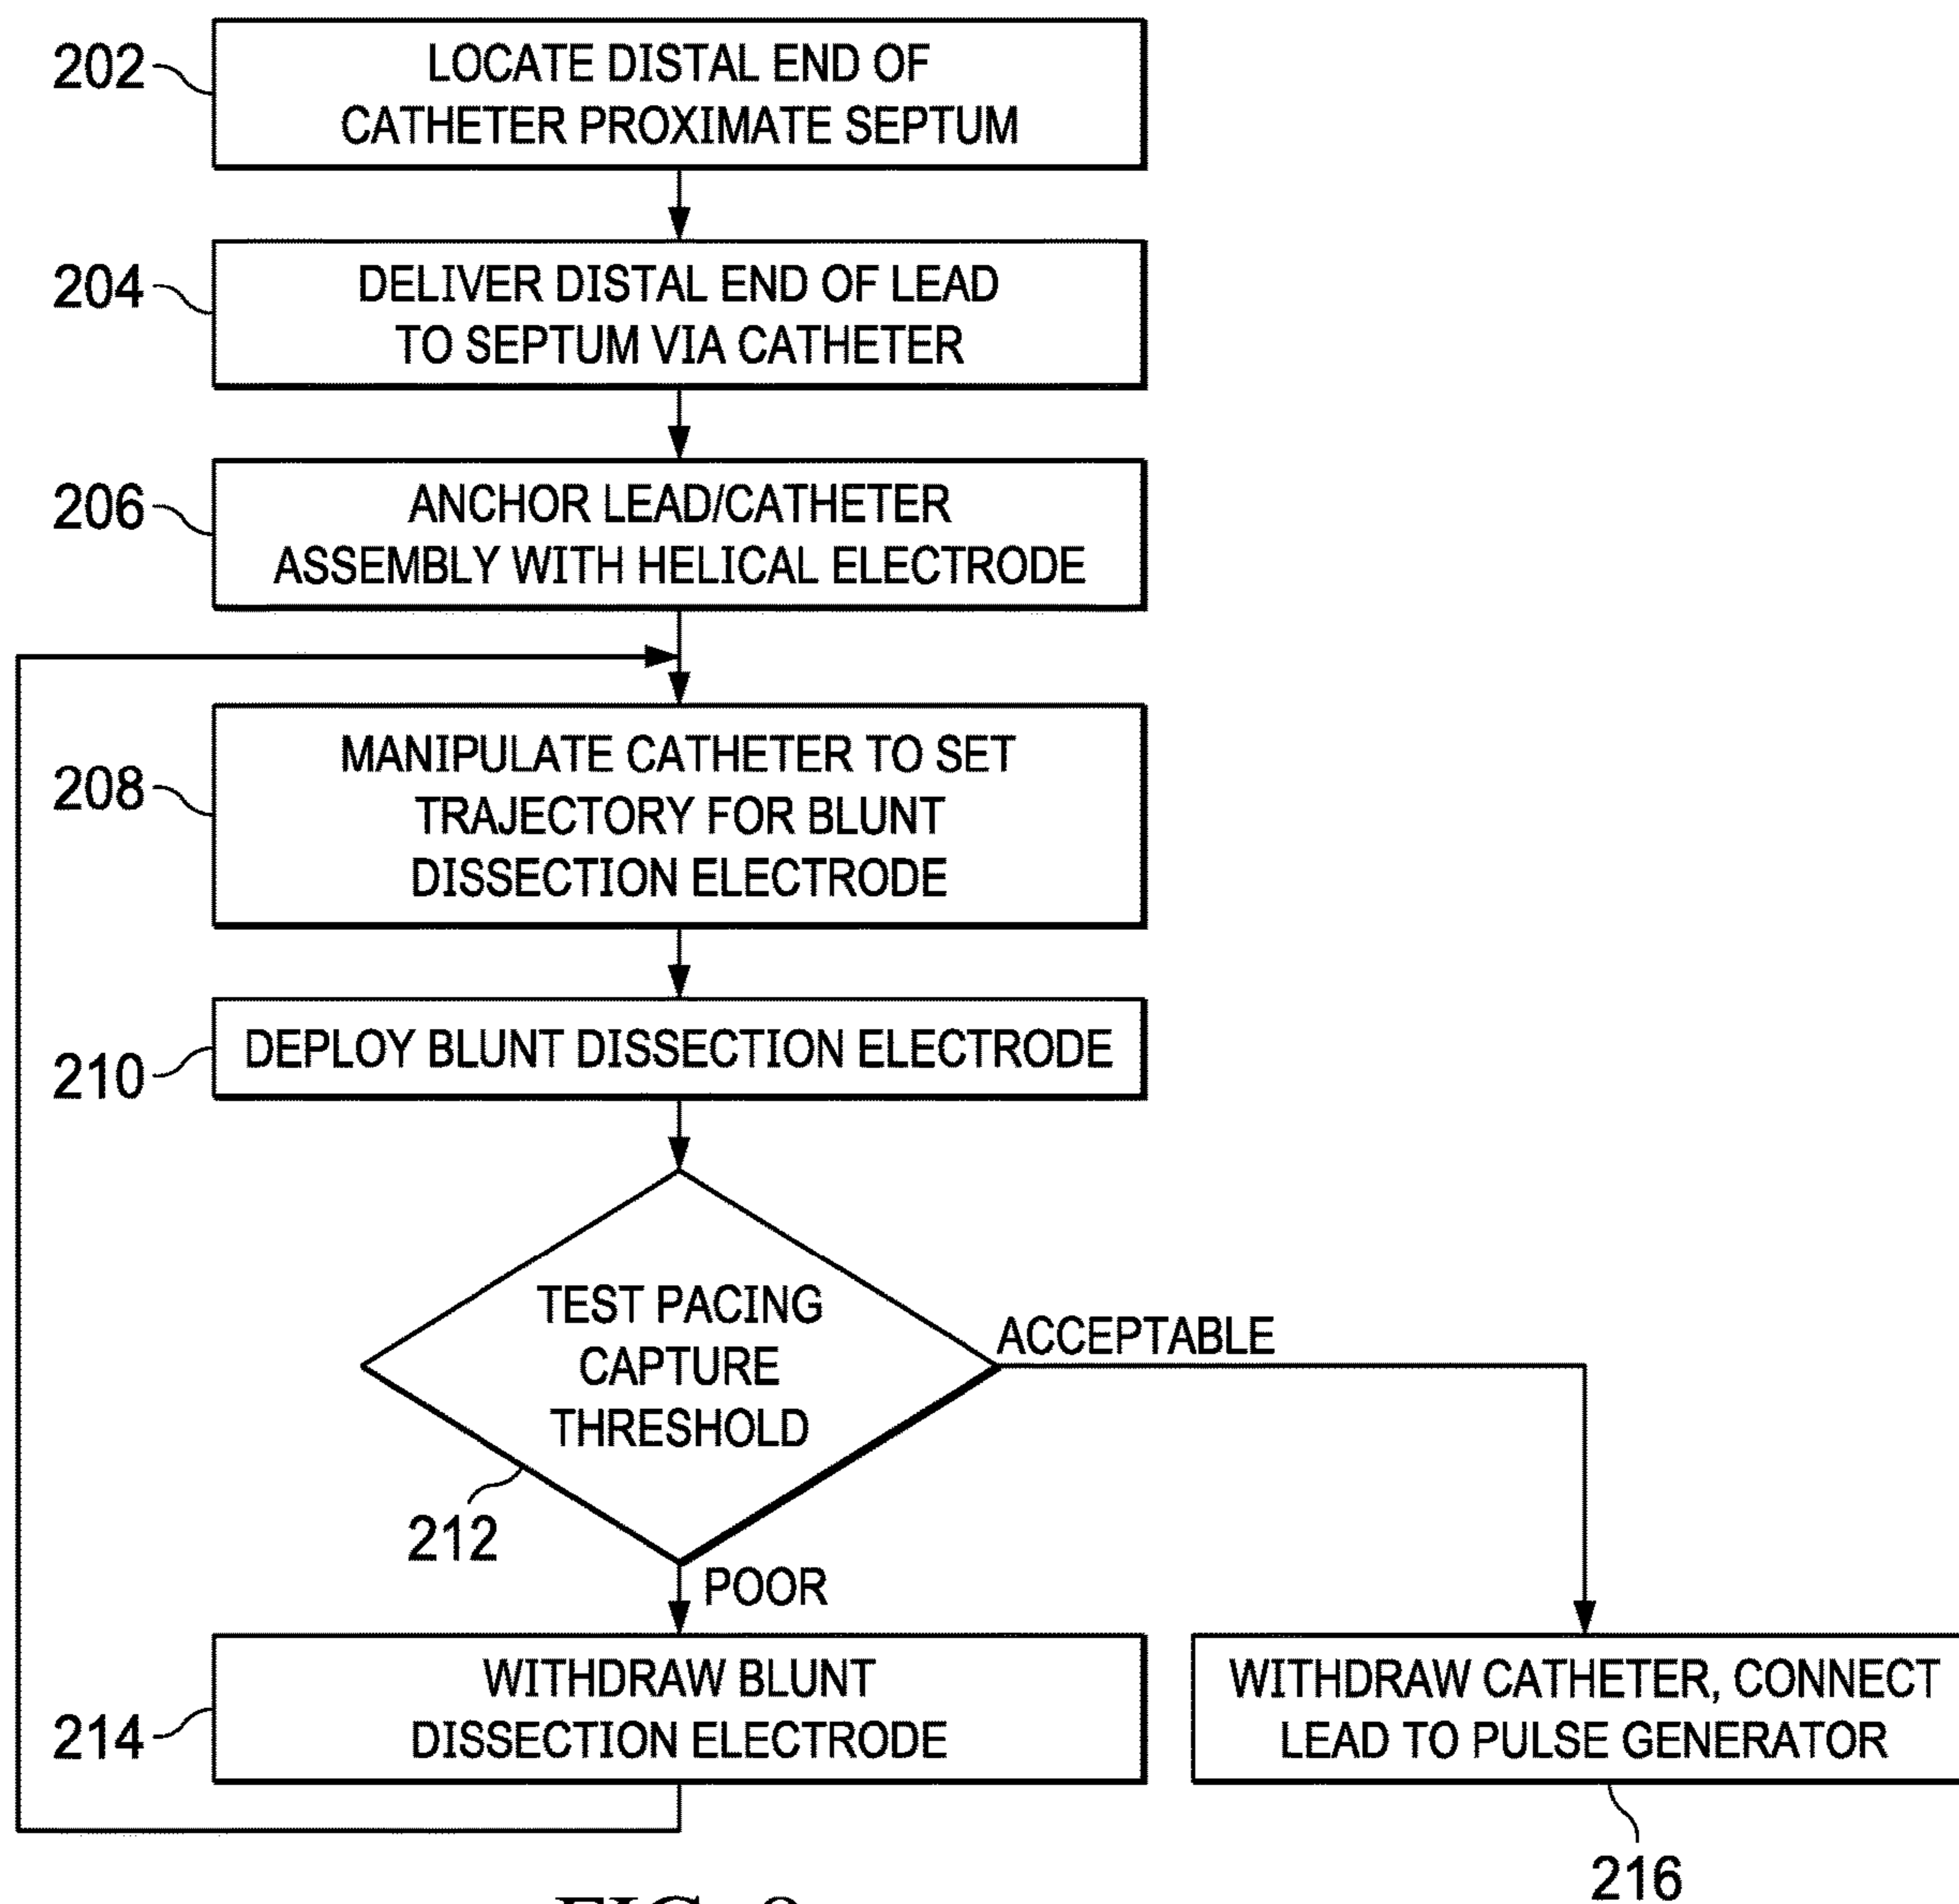 202
LOCATE DISTAL END OF
CATHETER PROXIMATE SEPTUM
204
DELIVER DISTAL END OF LEAD
TO SEPTUM VIA CATHETER
206
ANCHOR LEAD/CATHETER
ASSEMBLY WITH HELICAL ELECTRODE
208
MANIPULATE CATHETER TO SET
TRAJECTORY FOR BLUNT
DISSECTION ELECTRODE
210
DEPLOY BLUNT DISSECTION ELECTRODE
TEST PACING
CAPTURE
THRESHOLD
212
ACCEPTABLE
POOR
214
WITHDRAW BLUNT
DISSECTION ELECTRODE
WITHDRAW CATHETER, CONNECT
LEAD TO PULSE GENERATOR
216